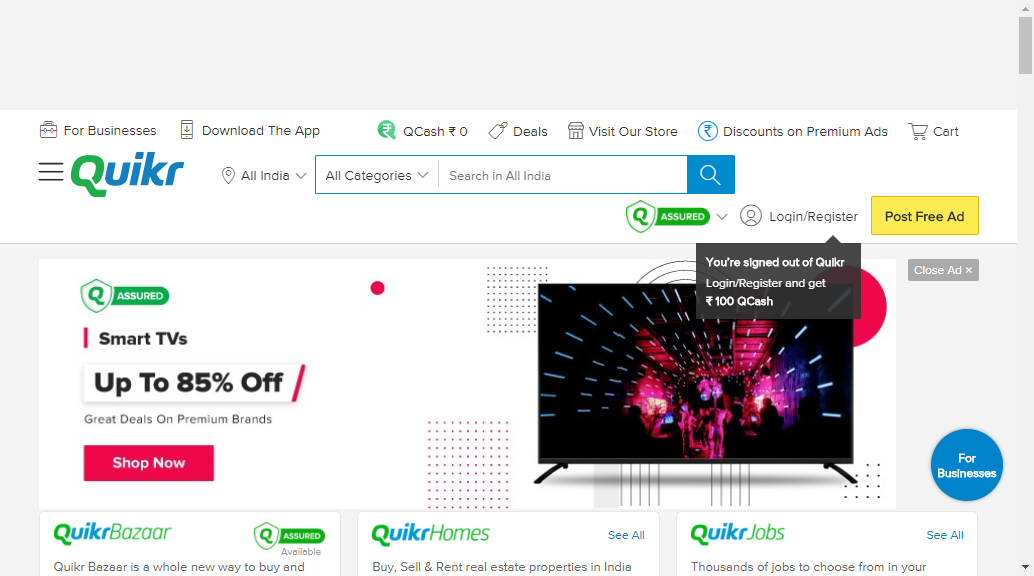 For Businesses
Download The App
QCash ₹ 0
Deals
Visit Our Store
Discounts on Premium Ads
Cart
Quikr
All India
All Categories
Search in All India
Q ASSURED
Login/Register
Post Free Ad
You're signed out of Quikr
Login/Register and get
₹ 100 QCash
Close Ad ×
Q ASSURED
Smart TVs
Up To 85% Off
Great Deals On Premium Brands
Shop Now
For
Businesses
QuikrBazaar
Q ASSURED
Available
Quikr Bazaar is a whole new way to buy and
QuikrHomes
See All
Buy, Sell & Rent real estate properties in India
QuikrJobs
See All
Thousands of jobs to choose from in your